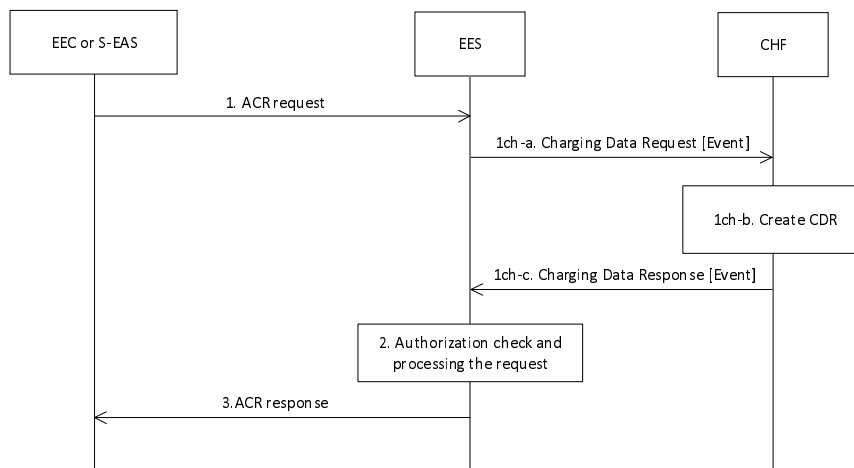 EEC or S-EAS
EES
CHF
1. ACR request
1ch-a. Charging Data Request [Event]
1ch-b. Create CDR
1ch-c. Charging Data Response [Event]
2. Authorization check and
processing the request
3.ACR response